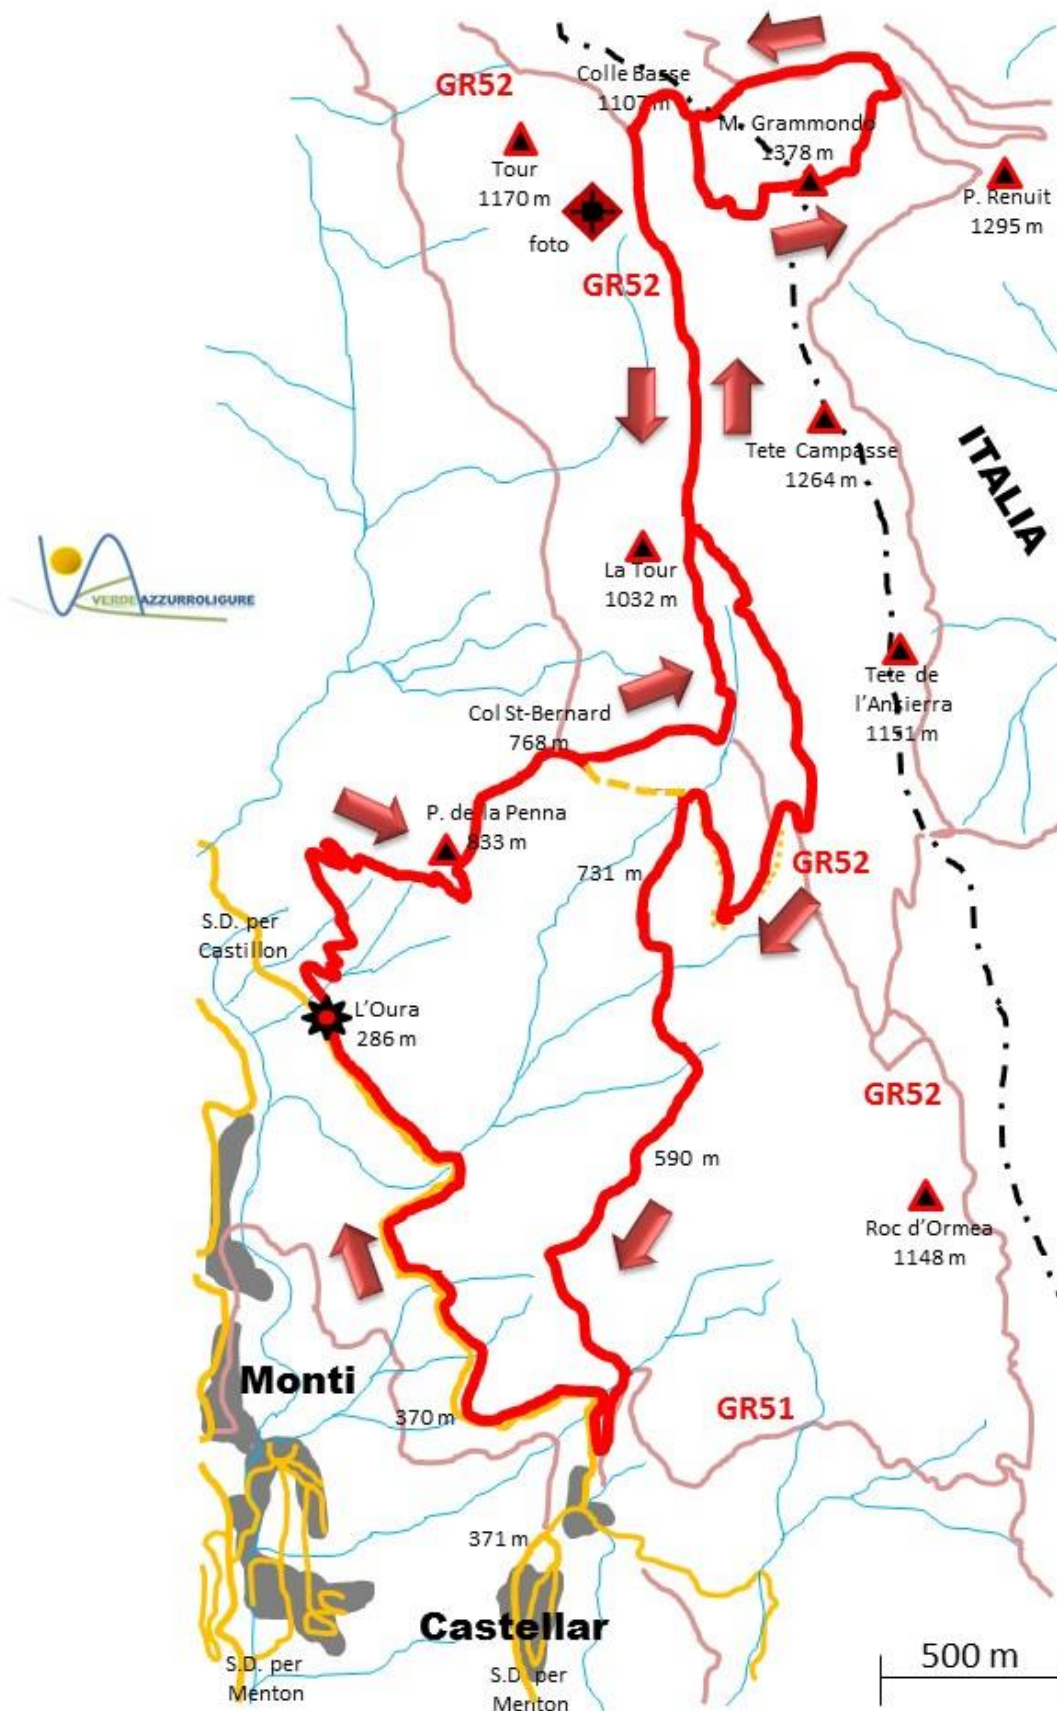 GR52
Colle Basse
1107m
M. Grammondo
1378 m
Tour
1170 m
P. Renuit
1295 m
foto
GR52
Tete Campasse
1264 m
ITALIA
La Tour
1032 m
VERDEAZZURROLIGURE
Tete de
l'Ansierra
1151 m
Col St-Bernard
768m
P. de la Penna
833 m
GR52
731 m
S.D. per
Castillon
L'Oura
286 m
GR52
590 m
Roc d'Ormea
1148 m
Monti
370 m
GR51
371 m
Castellar
500 m
S.D. per
Menton
S.D. per
Menton